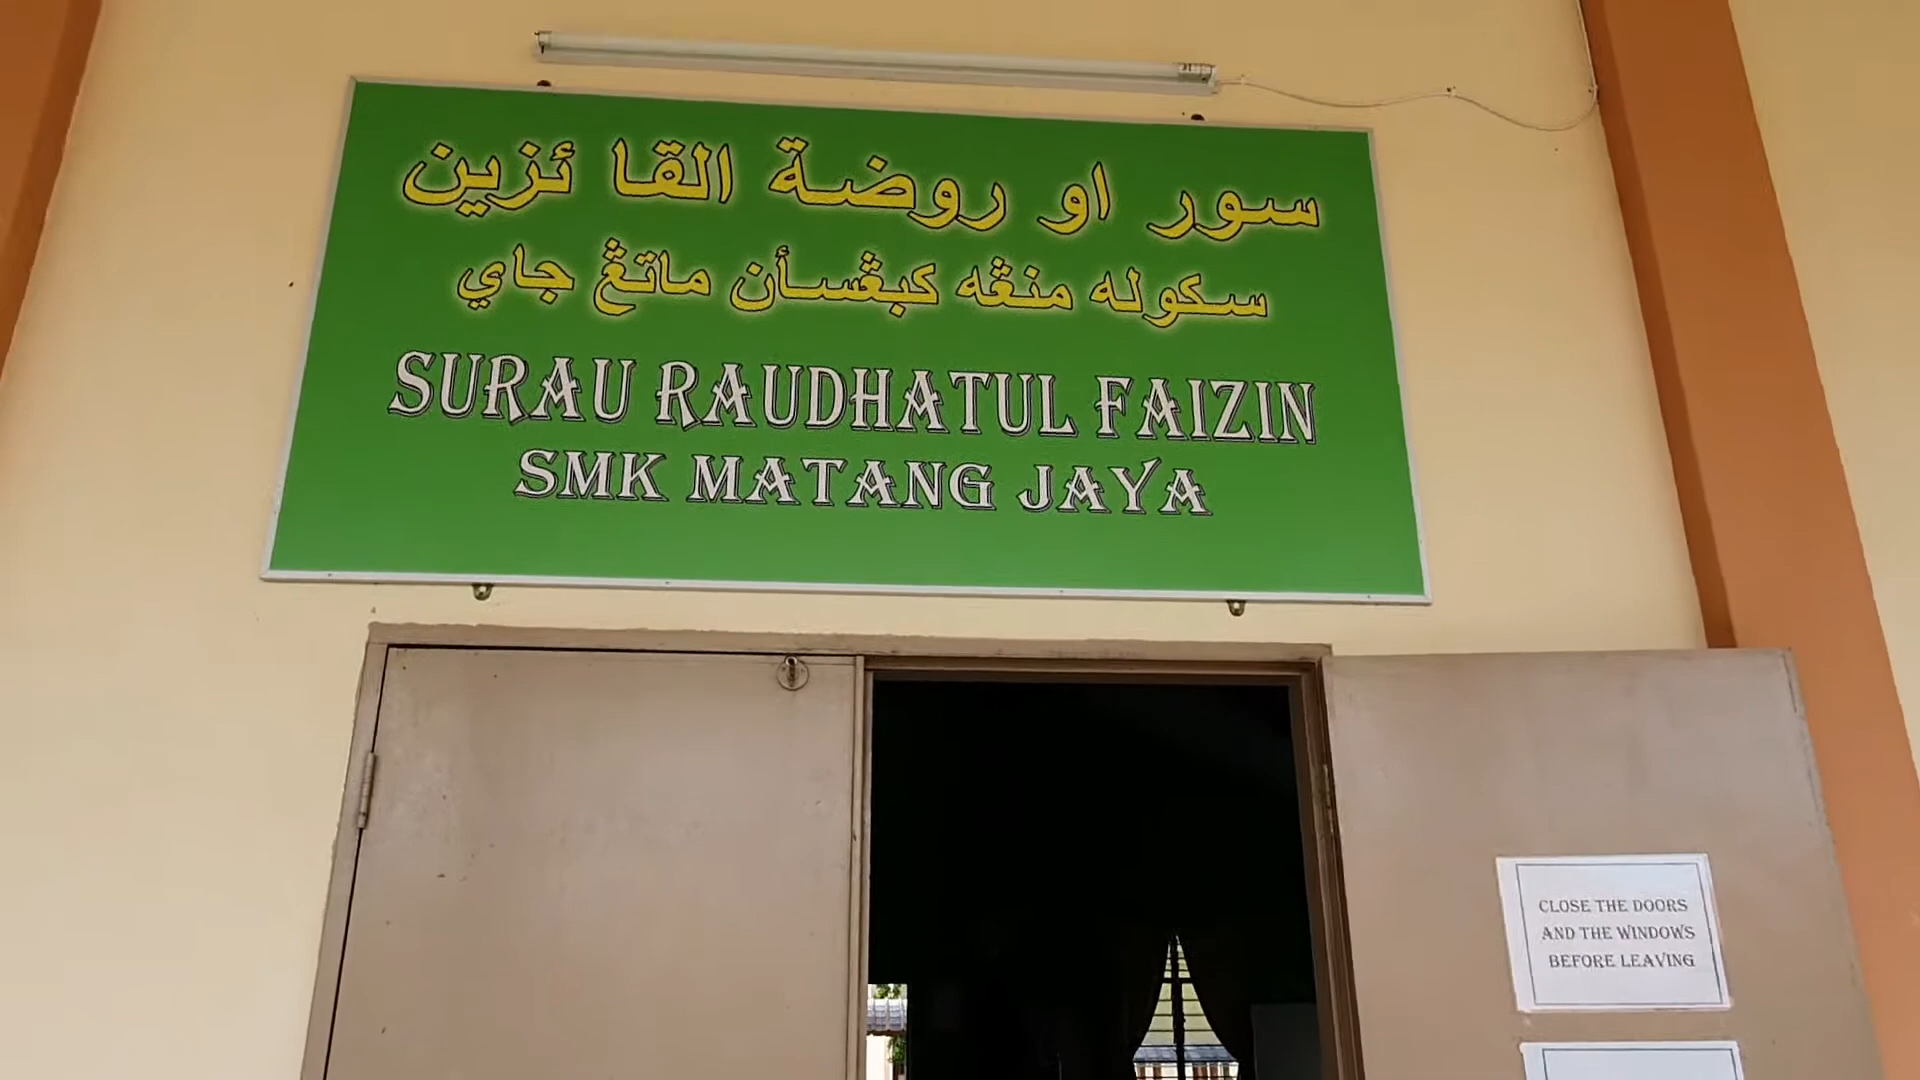 سور او روضة القا ئزين
سكوله منڠه كبڠسأن ماتڠ جاي
SURAU RAUDHATUL FAIZIN
SMK MATANG JAYA
CLOSE THE DOORS
AND THE WINDOWS
BEFORE LEAVING